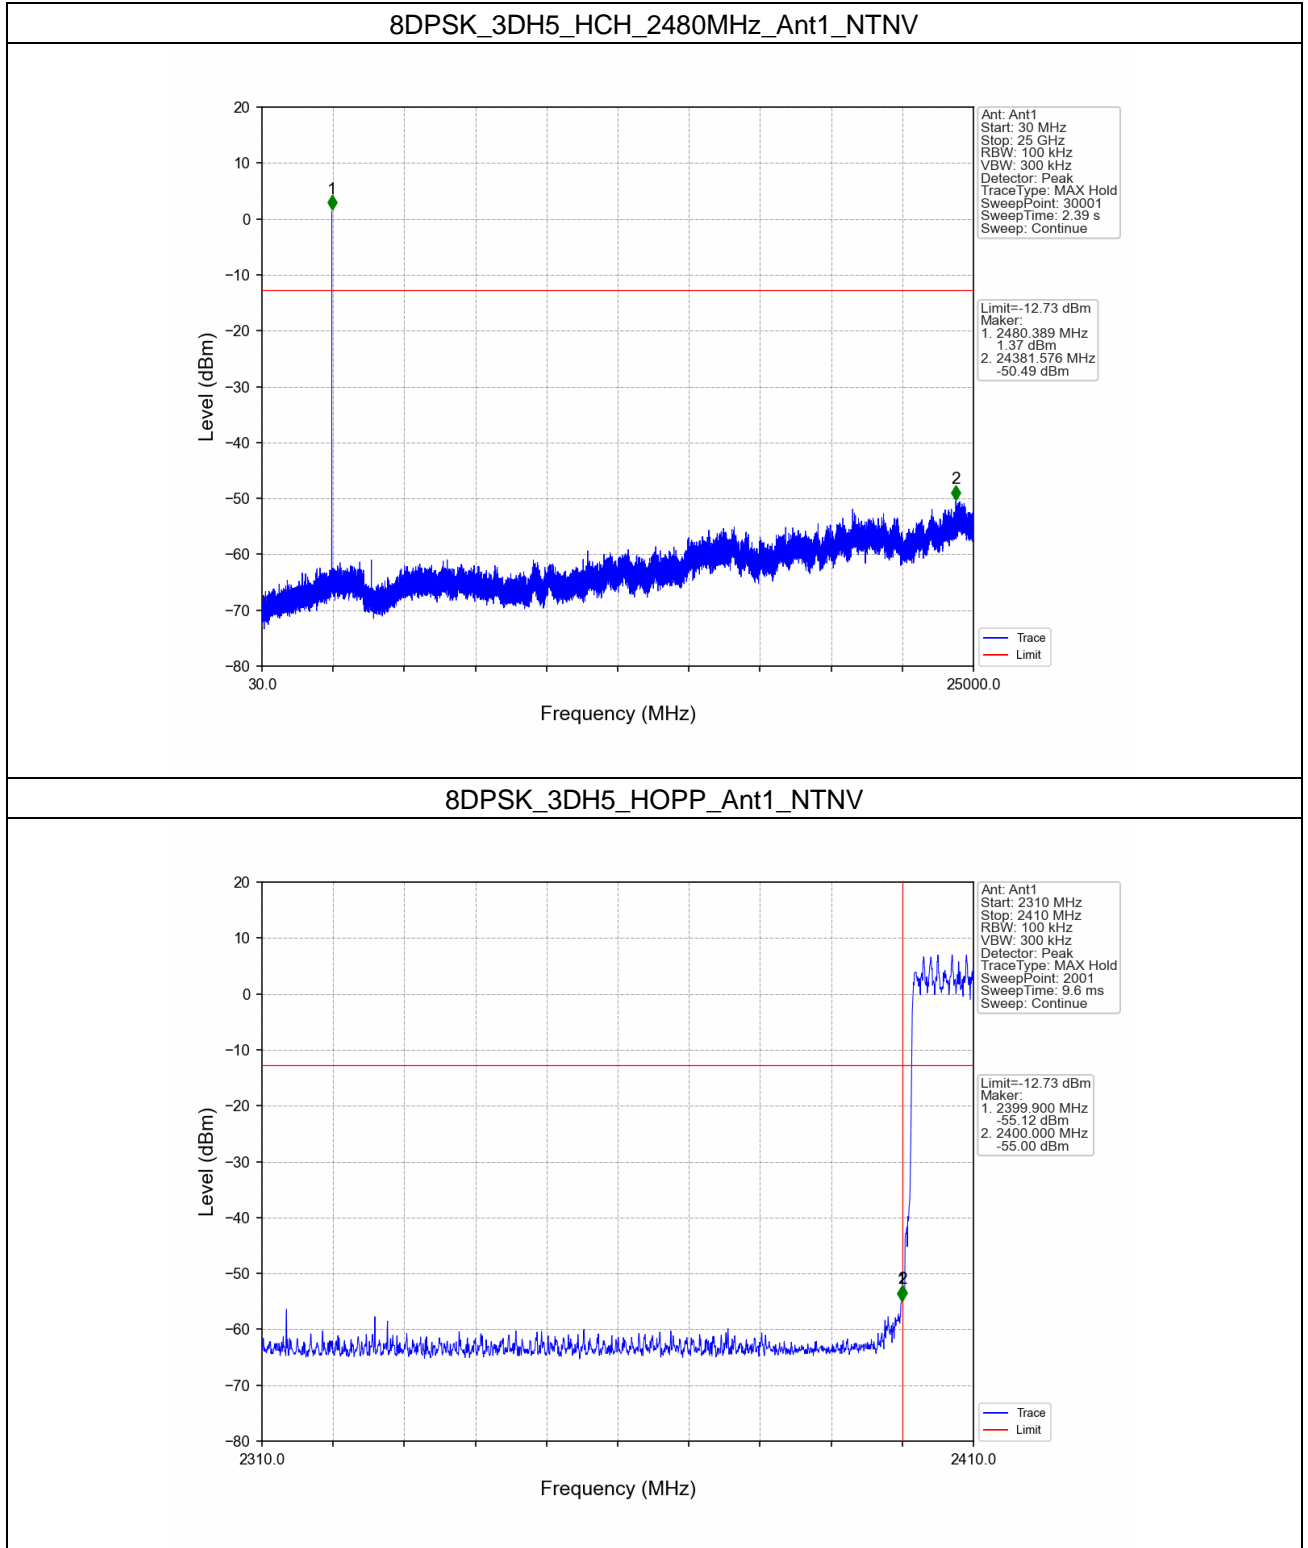 8DPSK_3DH5_HCH_2480MHz_Ant1_NTNV
20
10
0
−10
−20
−30
−40
−50
−60
−70
−80
Level (dBm)
1
2
30.0
25000.0
Frequency (MHz)
Ant: Ant1
Start: 30 MHz
Stop: 25 GHz
RBW: 100 kHz
VBW: 300 kHz
Detector: Peak
TraceType: MAX Hold
SweepPoint: 30001
SweepTime: 2.39 s
Sweep: Continue
Limit=-12.73 dBm
Maker:
1. 2480.389 MHz
1.37 dBm
2. 24381.576 MHz
-50.49 dBm
Trace
Limit
8DPSK_3DH5_HOPP_Ant1_NTNV
20
10
0
−10
−20
−30
−40
−50
−60
−70
−80
Level (dBm)
2
2310.0
2410.0
Frequency (MHz)
Ant: Ant1
Start: 2310 MHz
Stop: 2410 MHz
RBW: 100 kHz
VBW: 300 kHz
Detector: Peak
TraceType: MAX Hold
SweepPoint: 2001
SweepTime: 9.6 ms
Sweep: Continue
Limit=-12.73 dBm
Maker:
1. 2399.900 MHz
-55.12 dBm
2. 2400.000 MHz
-55.00 dBm
Trace
Limit